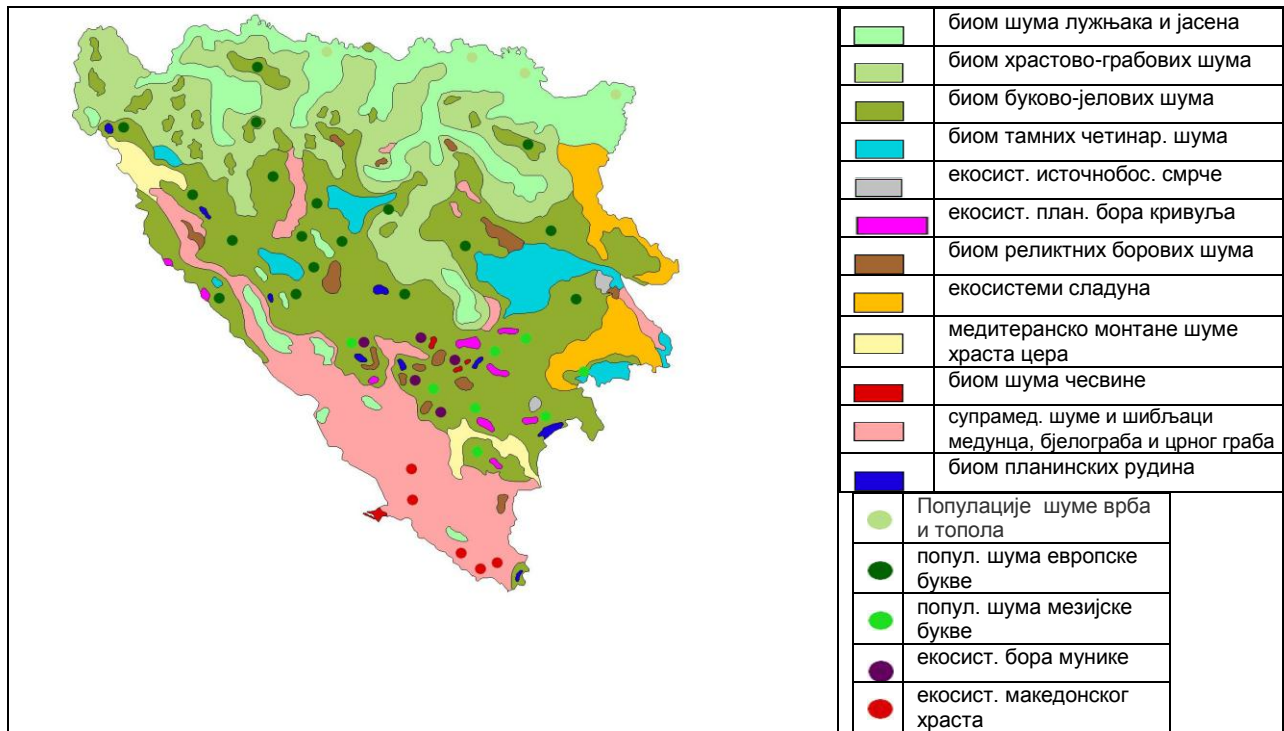 биом шума лужњака и јасена
биом храстово-грабових шума
биом буково-јелових шума
биом тамних четинар. шума
екосист. источнобос. смрче
екосист. план. бора кривуља
биом реликтних борових шума
екосистеми сладуна
медитеранско монтане шуме
храста цера
биом шума чесвине
супрамед. шуме и шибљаци
медунца, бјелограба и црног граба
биом планинских рудина
Популације шуме врба
и топола
попул. шума европске
букве
попул. шума мезијске
букве
екосист. бора мунике
екосист. македонског
храста